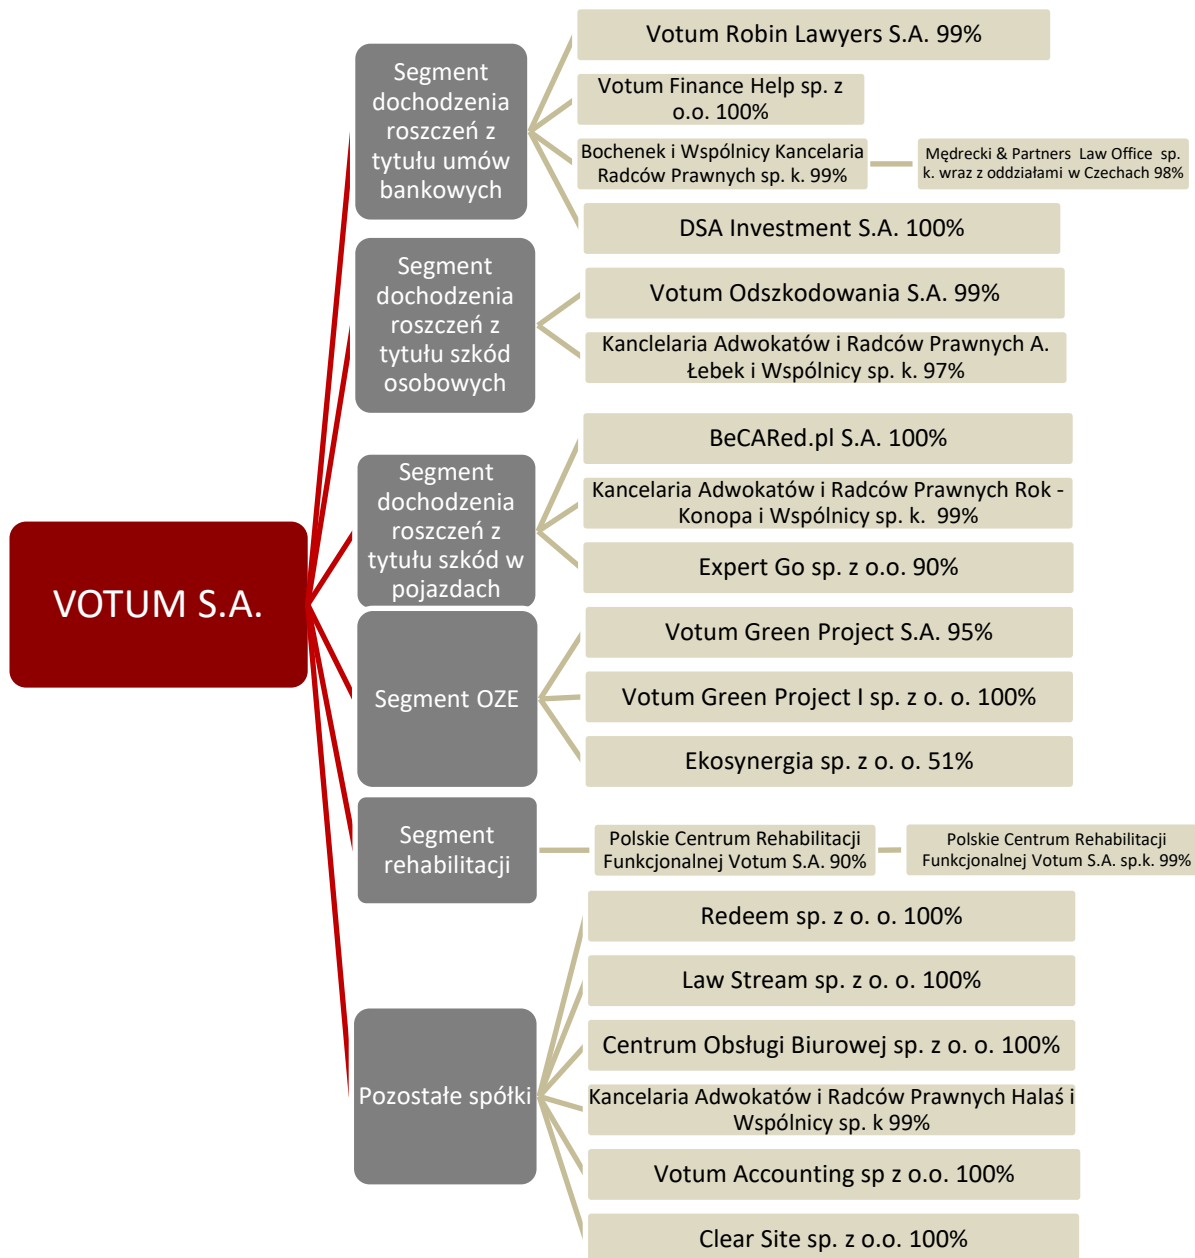 VOTUM S.A.
Segment
dochodzenia
roszczeń z
tytułu umów
bankowych
Votum Robin Lawyers S.A. 99%
Votum Finance Help sp. z
o.o. 100%
Bochenek i Wspólnicy Kancelaria
Radców Prawnych sp. k. 99%
Mędrecki & Partners Law Office sp.
k. wraz z oddziałami w Czechach 98%
DSA Investment S.A. 100%
Segment
dochodzenia
roszczeń z
tytułu szkód
osobowych
Votum Odszkodowania S.A. 99%
Kanclelaria Adwokatów i Radców Prawnych A.
Łebek i Wspólnicy sp. k. 97%
Segment
dochodzenia
roszczeń z
tytułu szkód w
pojazdach
BeCARed.pl S.A. 100%
Kancelaria Adwokatów i Radców Prawnych Rok -
Konopa i Wspólnicy sp. k. 99%
Expert Go sp. z o.o. 90%
Segment OZE
Votum Green Project S.A. 95%
Votum Green Project I sp. z o. o. 100%
Ekosynergia sp. z o. o. 51%
Segment
rehabilitacji
Polskie Centrum Rehabilitacji
Funkcjonalnej Votum S.A. 90%
Polskie Centrum Rehabilitacji
Funkcjonalnej Votum S.A. sp.k. 99%
Pozostałe spółki
Redeem sp. z o. o. 100%
Law Stream sp. z o. o. 100%
Centrum Obsługi Biurowej sp. z o. o. 100%
Kancelaria Adwokatów i Radców Prawnych Halaś i
Wspólnicy sp. k 99%
Votum Accounting sp z o.o. 100%
Clear Site sp. z o.o. 100%